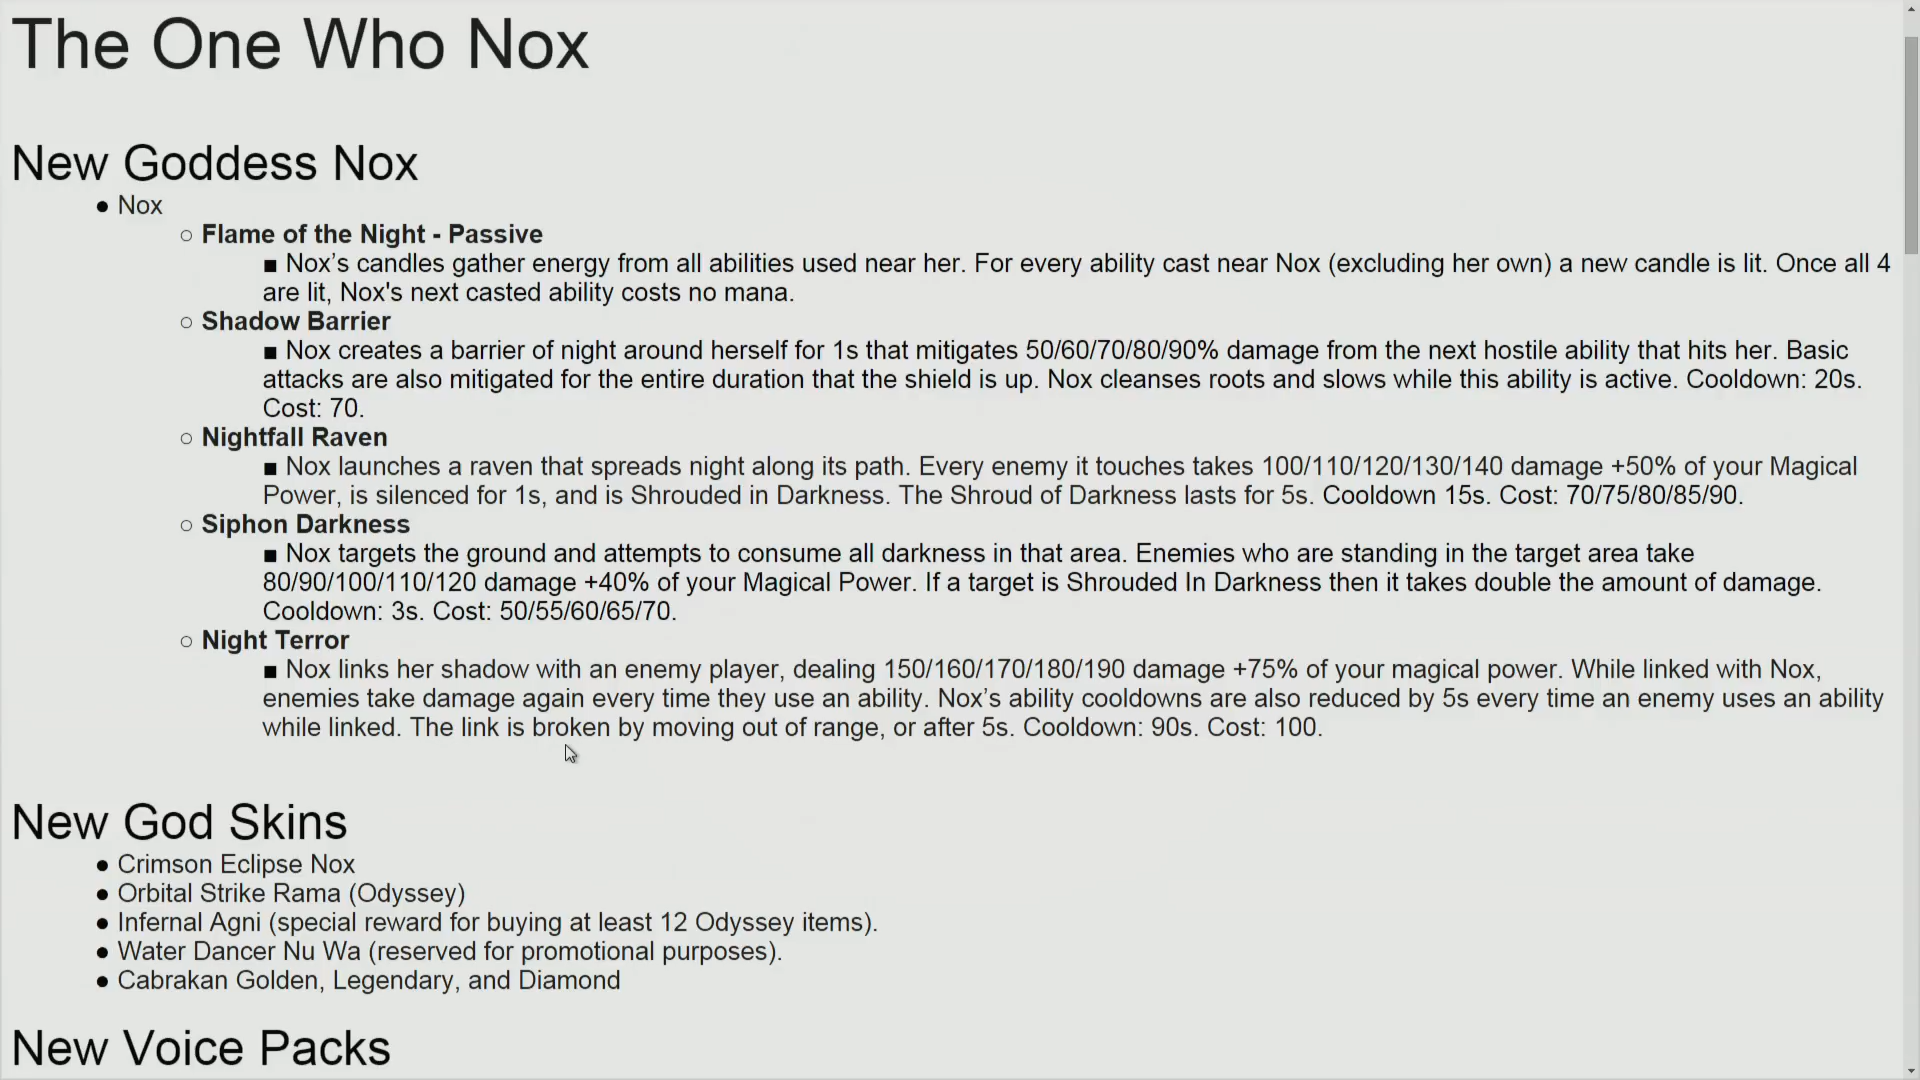 The One Who Nox
New Goddess Nox
● Nox
○ Flame of the Night - Passive
■ Nox’s candles gather energy from all abilities used near her. For every ability cast near Nox (excluding her own) a new candle is lit. Once all 4
are lit, Nox's next casted ability costs no mana.
○ Shadow Barrier
■ Nox creates a barrier of night around herself for 1s that mitigates 50/60/70/80/90% damage from the next hostile ability that hits her. Basic
attacks are also mitigated for the entire duration that the shield is up. Nox cleanses roots and slows while this ability is active. Cooldown: 20s.
Cost: 70.
○ Nightfall Raven
■ Nox launches a raven that spreads night along its path. Every enemy it touches takes 100/110/120/130/140 damage +50% of your Magical
Power, is silenced for 1s, and is Shrouded in Darkness. The Shroud of Darkness lasts for 5s. Cooldown 15s. Cost: 70/75/80/85/90.
○ Siphon Darkness
■ Nox targets the ground and attempts to consume all darkness in that area. Enemies who are standing in the target area take
80/90/100/110/120 damage +40% of your Magical Power. If a target is Shrouded In Darkness then it takes double the amount of damage.
Cooldown: 3s. Cost: 50/55/60/65/70.
○ Night Terror
■ Nox links her shadow with an enemy player, dealing 150/160/170/180/190 damage +75% of your magical power. While linked with Nox,
enemies take damage again every time they use an ability. Nox’s ability cooldowns are also reduced by 5s every time an enemy uses an ability
while linked. The link is broken by moving out of range, or after 5s. Cooldown: 90s. Cost: 100.
New God Skins
● Crimson Eclipse Nox
● Orbital Strike Rama (Odyssey)
● Infernal Agni (special reward for buying at least 12 Odyssey items).
● Water Dancer Nu Wa (reserved for promotional purposes).
● Cabrakan Golden, Legendary, and Diamond
New Voice Packs